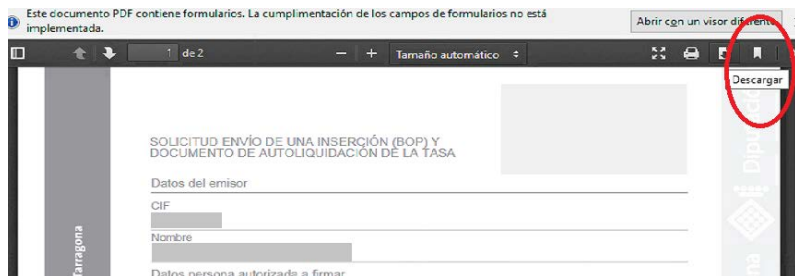 Este documento PDF contiene formularios. La cumplimentación de los campos de formularios no está
implementada.
Abrir con un visor diferente
1 de 2
Tamaño automático
Descargar
SOLICITUD ENVÍO DE UNA INSERCIÓN (BOP) Y
DOCUMENTO DE AUTOLIQUIDACIÓN DE LA TASA
Datos del emisor
CIF
Nombre
Datos persona autorizada a firmar
Tarragona
Diputació